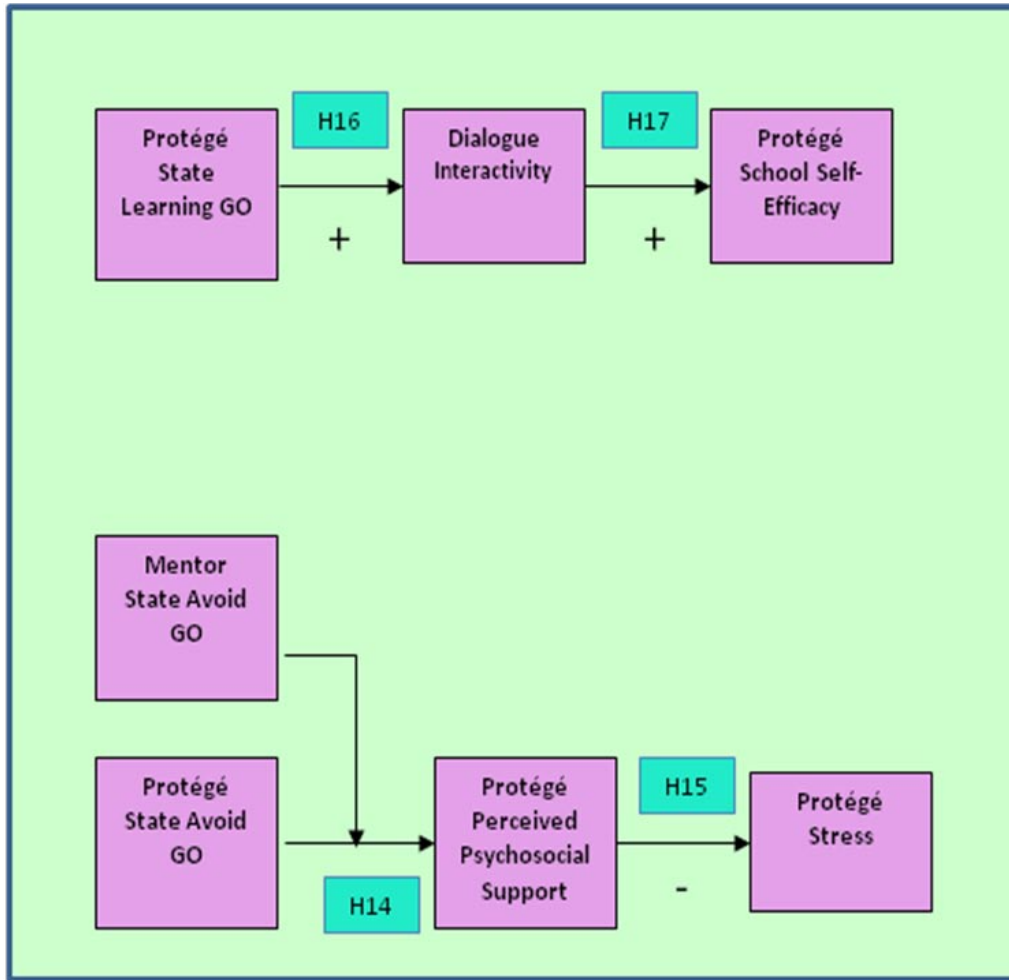 H16
H17
Protégé
State
Learning GO
Dialogue
Interactivity
Protégé
School Self-
Efficacy
+
+
Mentor
State Avoid
GO
Protégé
State Avoid
GO
H14
Protégé
Perceived
Psychosocial
Support
H15
-
Protégé
Stress